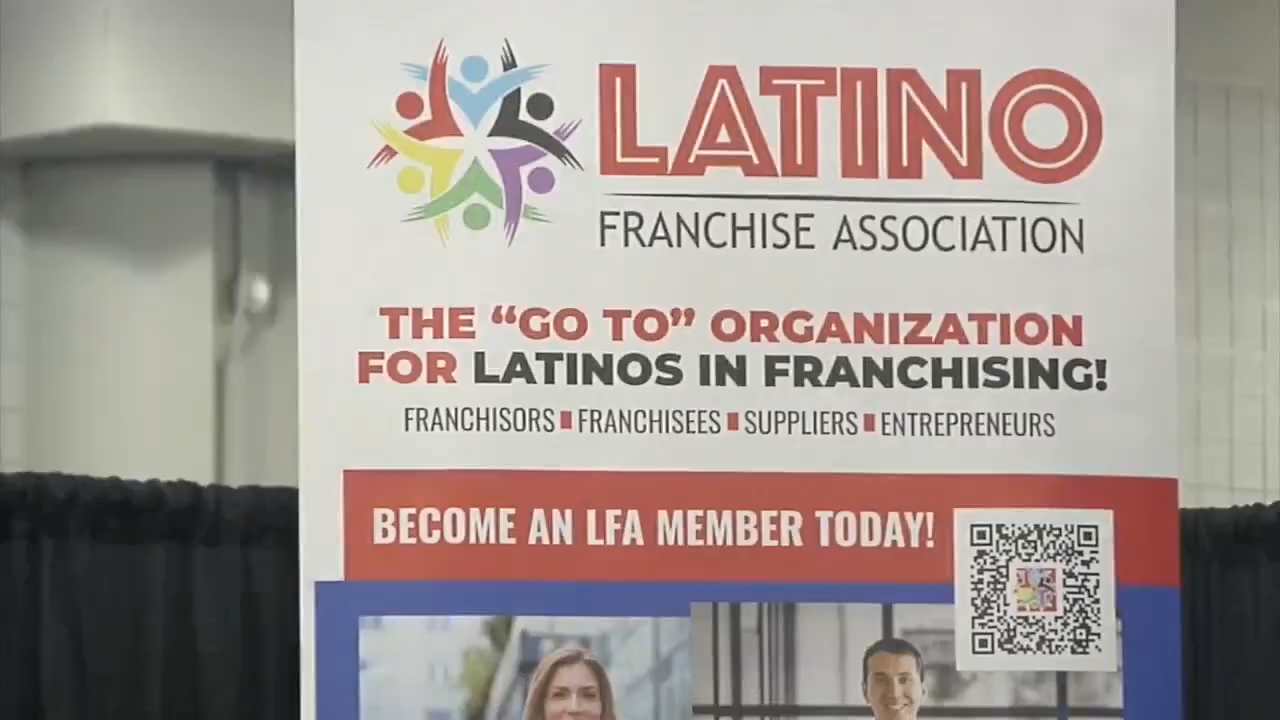 LATINO
FRANCHISE ASSOCIATION
THE “GO TO” ORGANIZATION
FOR LATINOS IN FRANCHISING!
FRANCHISORS ▪ FRANCHISEES ▪ SUPPLIERS ▪ ENTREPRENEURS
BECOME AN LFA MEMBER TODAY!